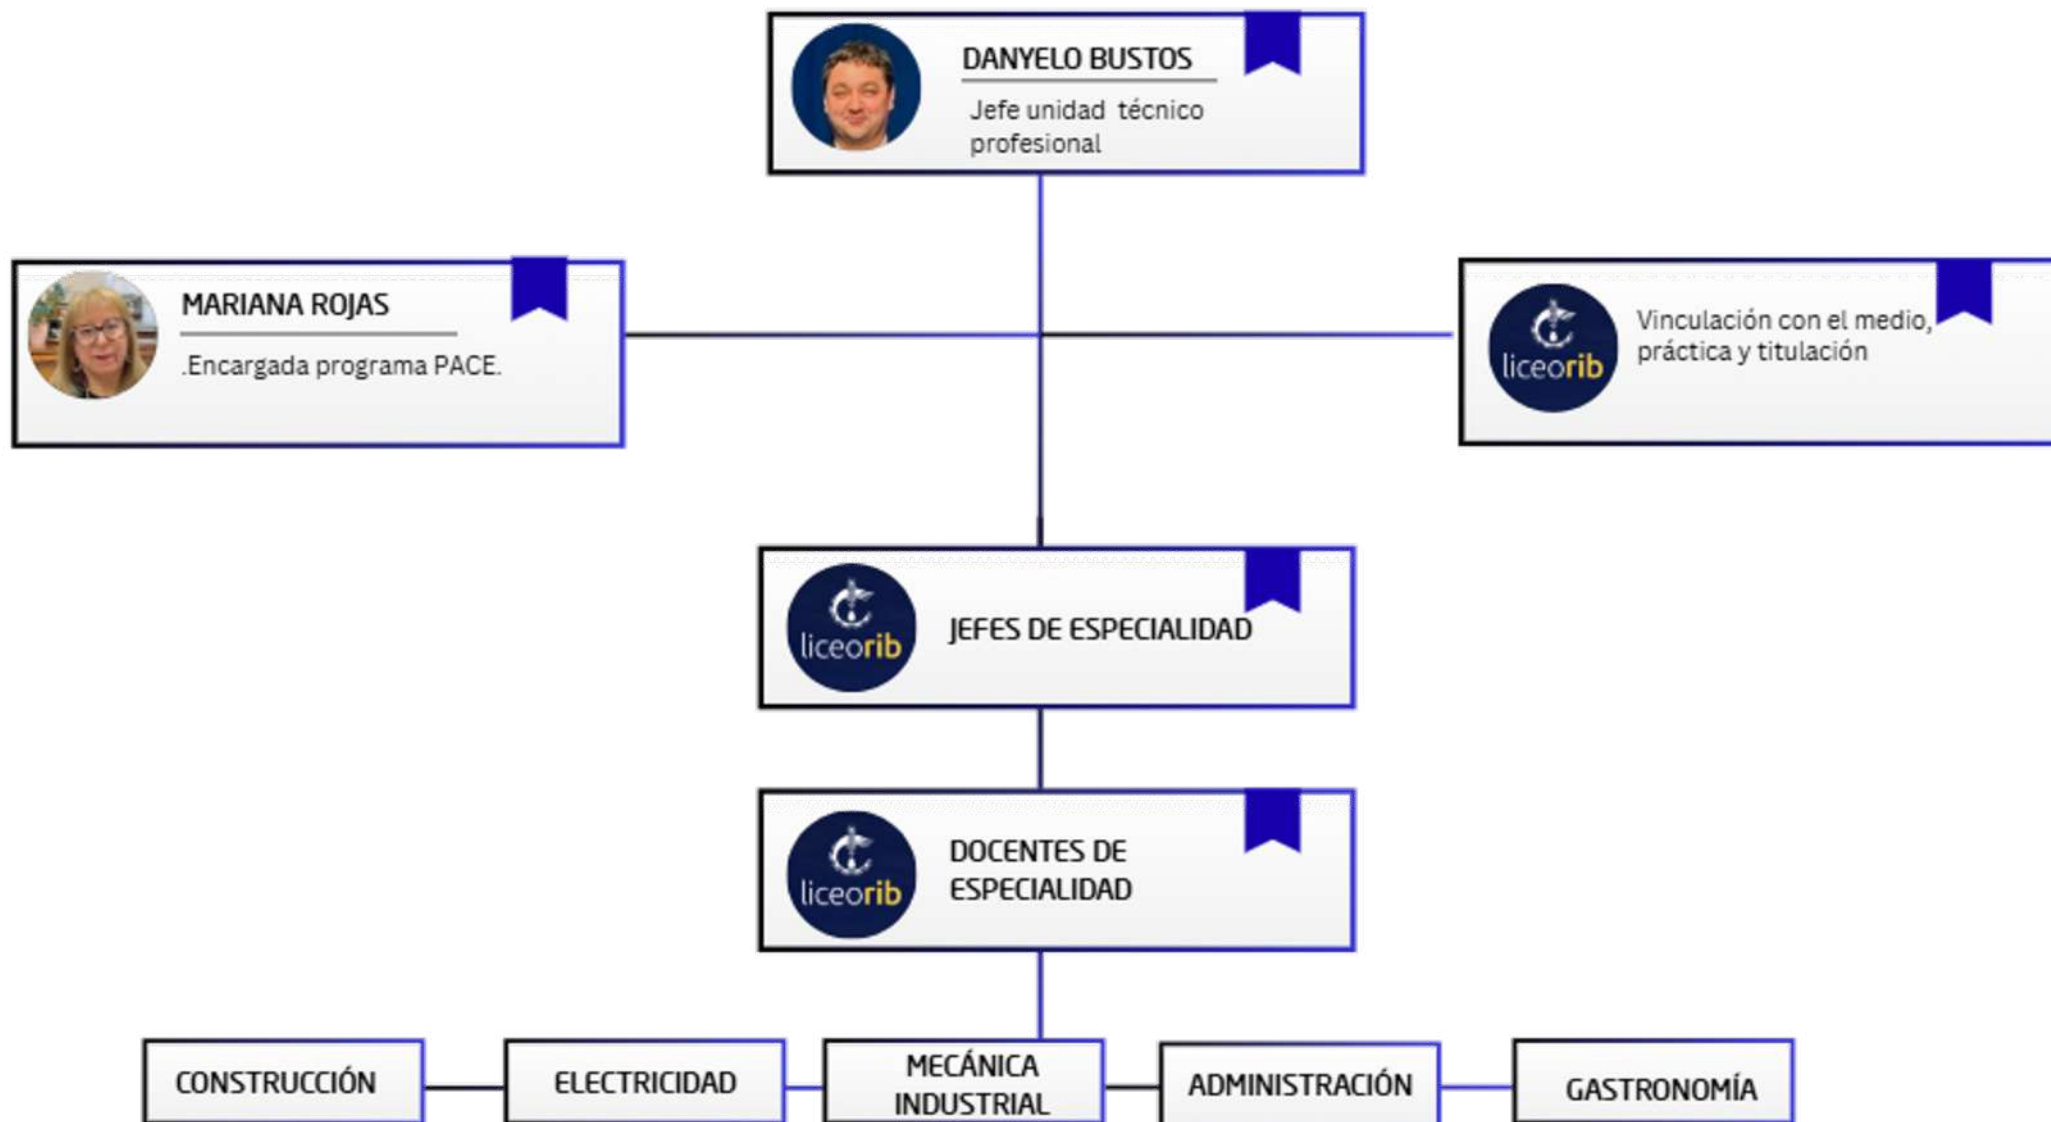 DANYELO BUSTOS
Jefe unidad técnico
profesional
MARIANA ROJAS
.Encargada programa PACE.
liceorib
Vinculación con el medio,
práctica y titulación
liceorib
JEFES DE ESPECIALIDAD
liceorib
DOCENTES DE
ESPECIALIDAD
CONSTRUCCIÓN
ELECTRICIDAD
MECÁNICA
INDUSTRIAL
ADMINISTRACIÓN
GASTRONOMÍA